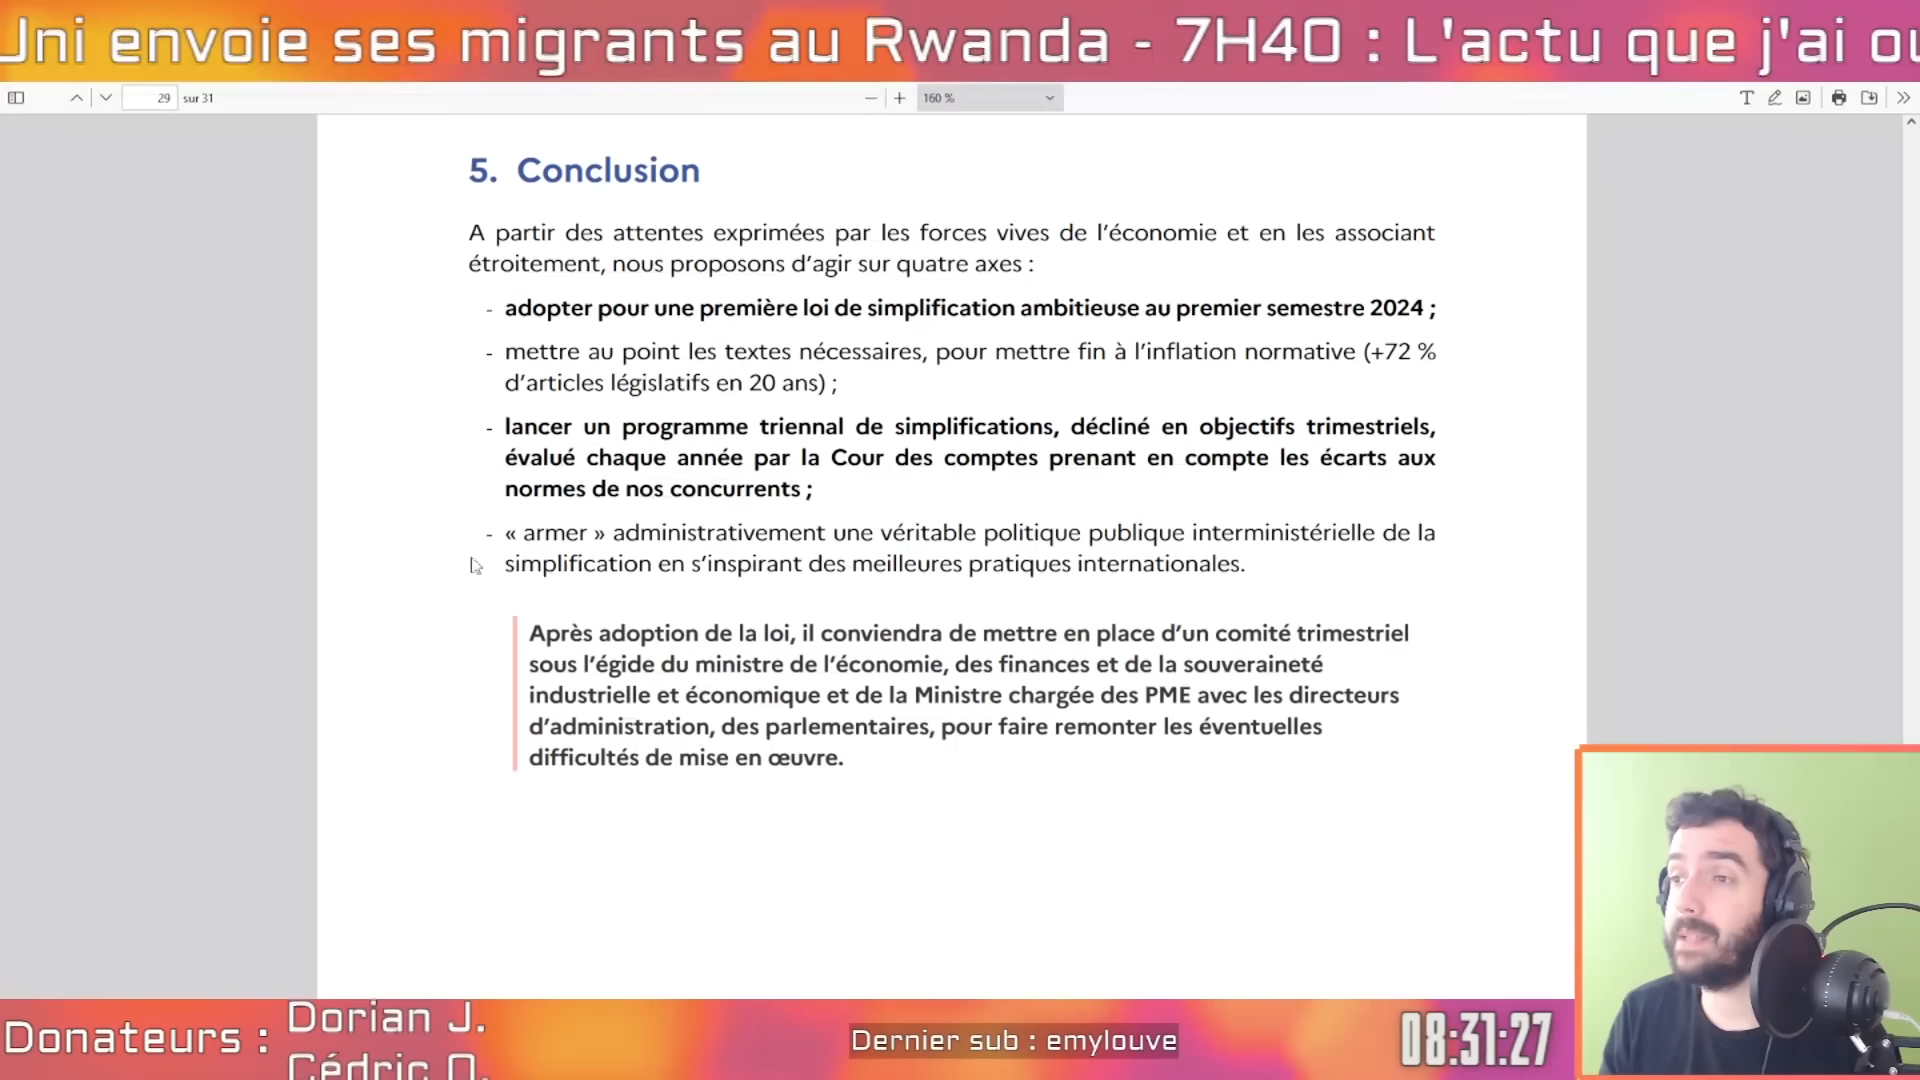 Uni envoie ses migrants au Rwanda - 7H40 : L'actu que j'ai ou
29 sur 31
160 %
5. Conclusion
A partir des attentes exprimées par les forces vives de l'économie et en les associant
étroitement, nous proposons d'agir sur quatre axes :
- adopter pour une première loi de simplification ambitieuse au premier semestre 2024 ;
- mettre au point les textes nécessaires, pour mettre fin à l'inflation normative (+72 %
d'articles législatifs en 20 ans) ;
- lancer un programme triennal de simplifications, décliné en objectifs trimestriels,
évalué chaque année par la Cour des comptes prenant en compte les écarts aux
normes de nos concurrents ;
- « armer » administrativement une véritable politique publique interministérielle de la
simplification en s'inspirant des meilleures pratiques internationales.
Après adoption de la loi, il conviendra de mettre en place d'un comité trimestriel
sous l'égide du ministre de l'économie, des finances et de la souveraineté
industrielle et économique et de la Ministre chargée des PME avec les directeurs
d'administration, des parlementaires, pour faire remonter les éventuelles
difficultés de mise en œuvre.
Donateurs :
Dorian J.
Cédric
Dernier sub : emylouve
08:31:27